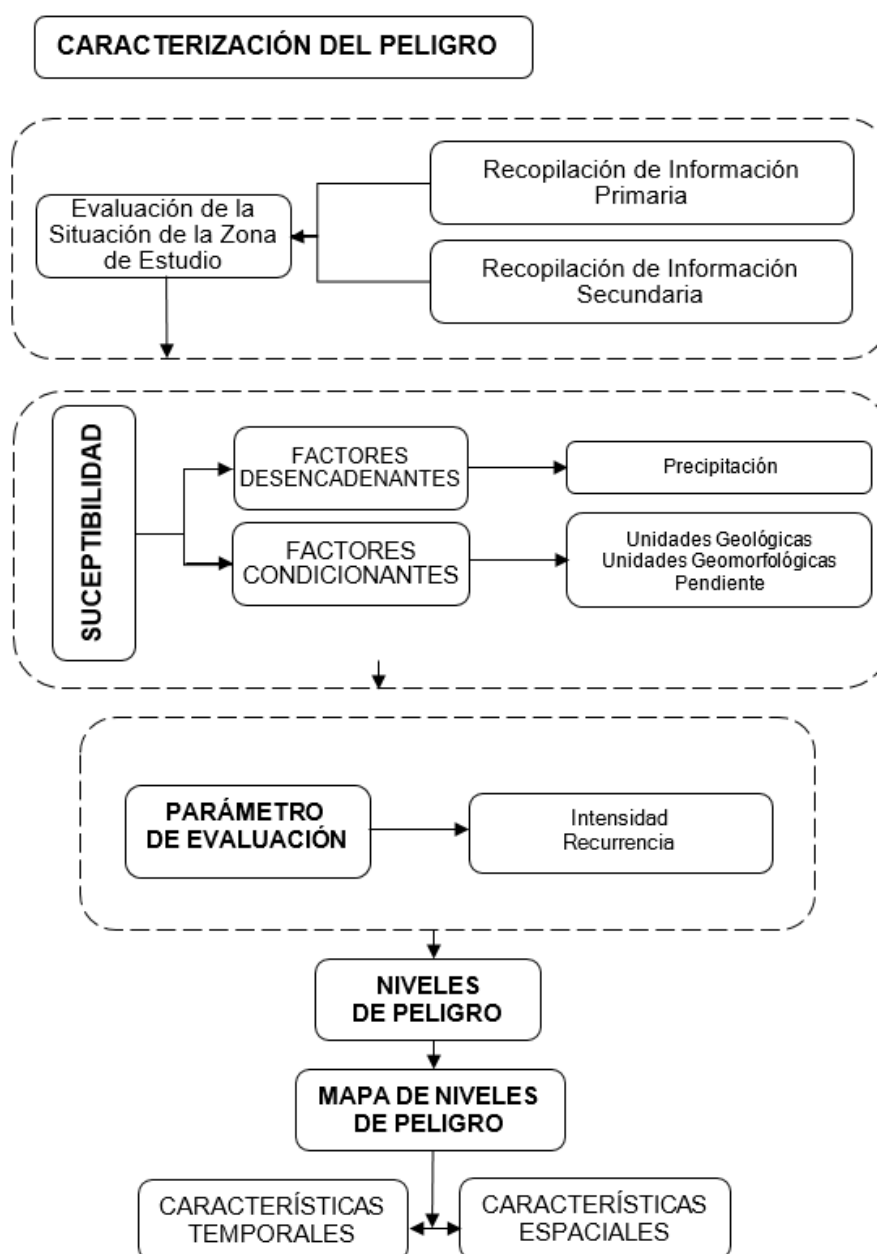 CARACTERIZACIÓN DEL PELIGRO
Recopilación de Información
Primaria
Evaluación de la
Situación de la Zona
de Estudio
Recopilación de Información
Secundaria
SUCEPTIBILIDAD
FACTORES
DESENCADENANTES
Precipitación
FACTORES
CONDICIONANTES
Unidades Geológicas
Unidades Geomorfológicas
Pendiente
PARÁMETRO
DE EVALUACIÓN
Intensidad
Recurrencia
NIVELES
DE PELIGRO
MAPA DE NIVELES
DE PELIGRO
CARACTERÍSTICAS
TEMPORALES
CARACTERÍSTICAS
ESPACIALES